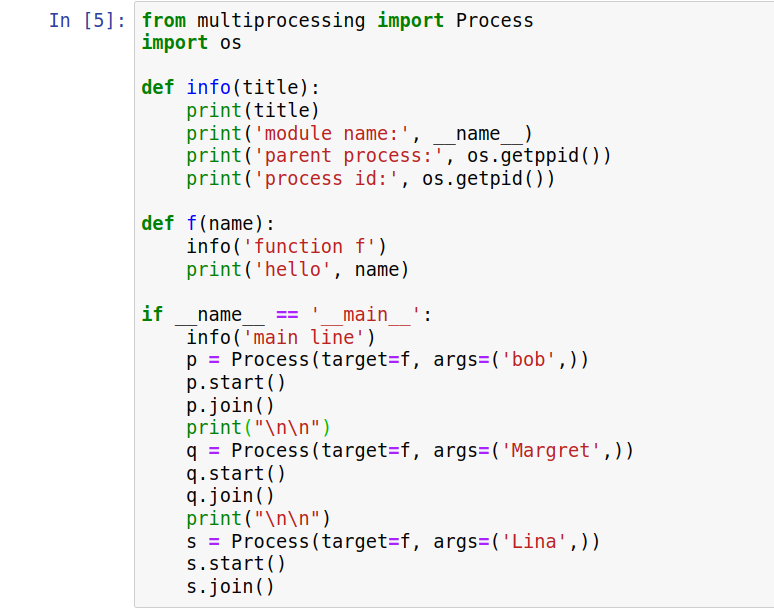 In [5]: from multiprocessing import Process
import os

def info(title):
    print(title)
    print('module name:', __name__)
    print('parent process:', os.getppid())
    print('process id:', os.getpid())

def f(name):
    info('function f')
    print('hello', name)

if __name__ == '__main__':
    info('main line')
    p = Process(target=f, args=('bob',))
    p.start()
    p.join()
    print("\n\n")
    q = Process(target=f, args=('Margret',))
    q.start()
    q.join()
    print("\n\n")
    s = Process(target=f, args=('Lina',))
    s.start()
    s.join()